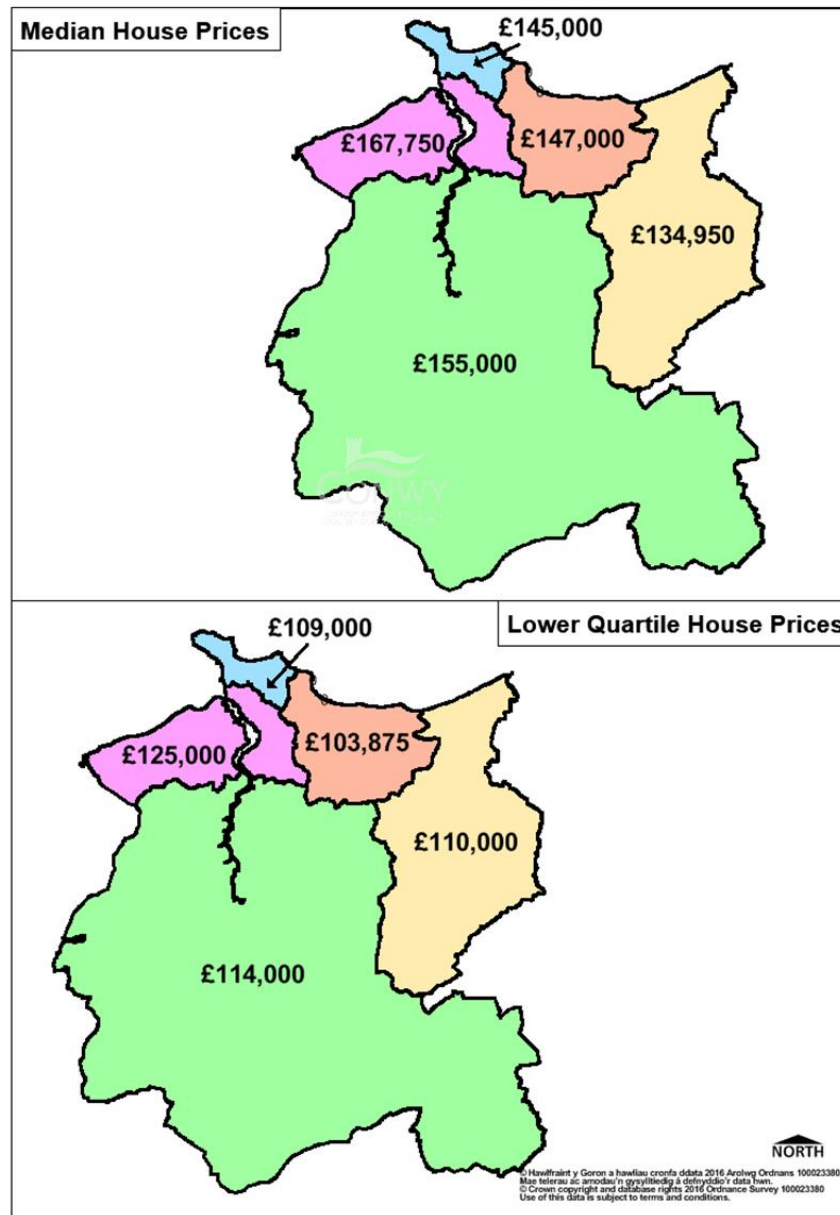 Median House Prices
£145,000
£167,750
£147,000
£134,950
£155,000
CONWY
Lower Quartile House Prices
£109,000
£125,000
£103,875
£110,000
£114,000
NORTH
© Hawlfraint y Goron a hawliau cronfa ddata 2016 Arolwg Ordnans 100023380
Mae telerau ac amodau'n gysylltiedig â defnyddio'r data hwn.
© Crown copyright and database rights 2016 Ordnance Survey 100023380
Use of this data is subject to terms and conditions.